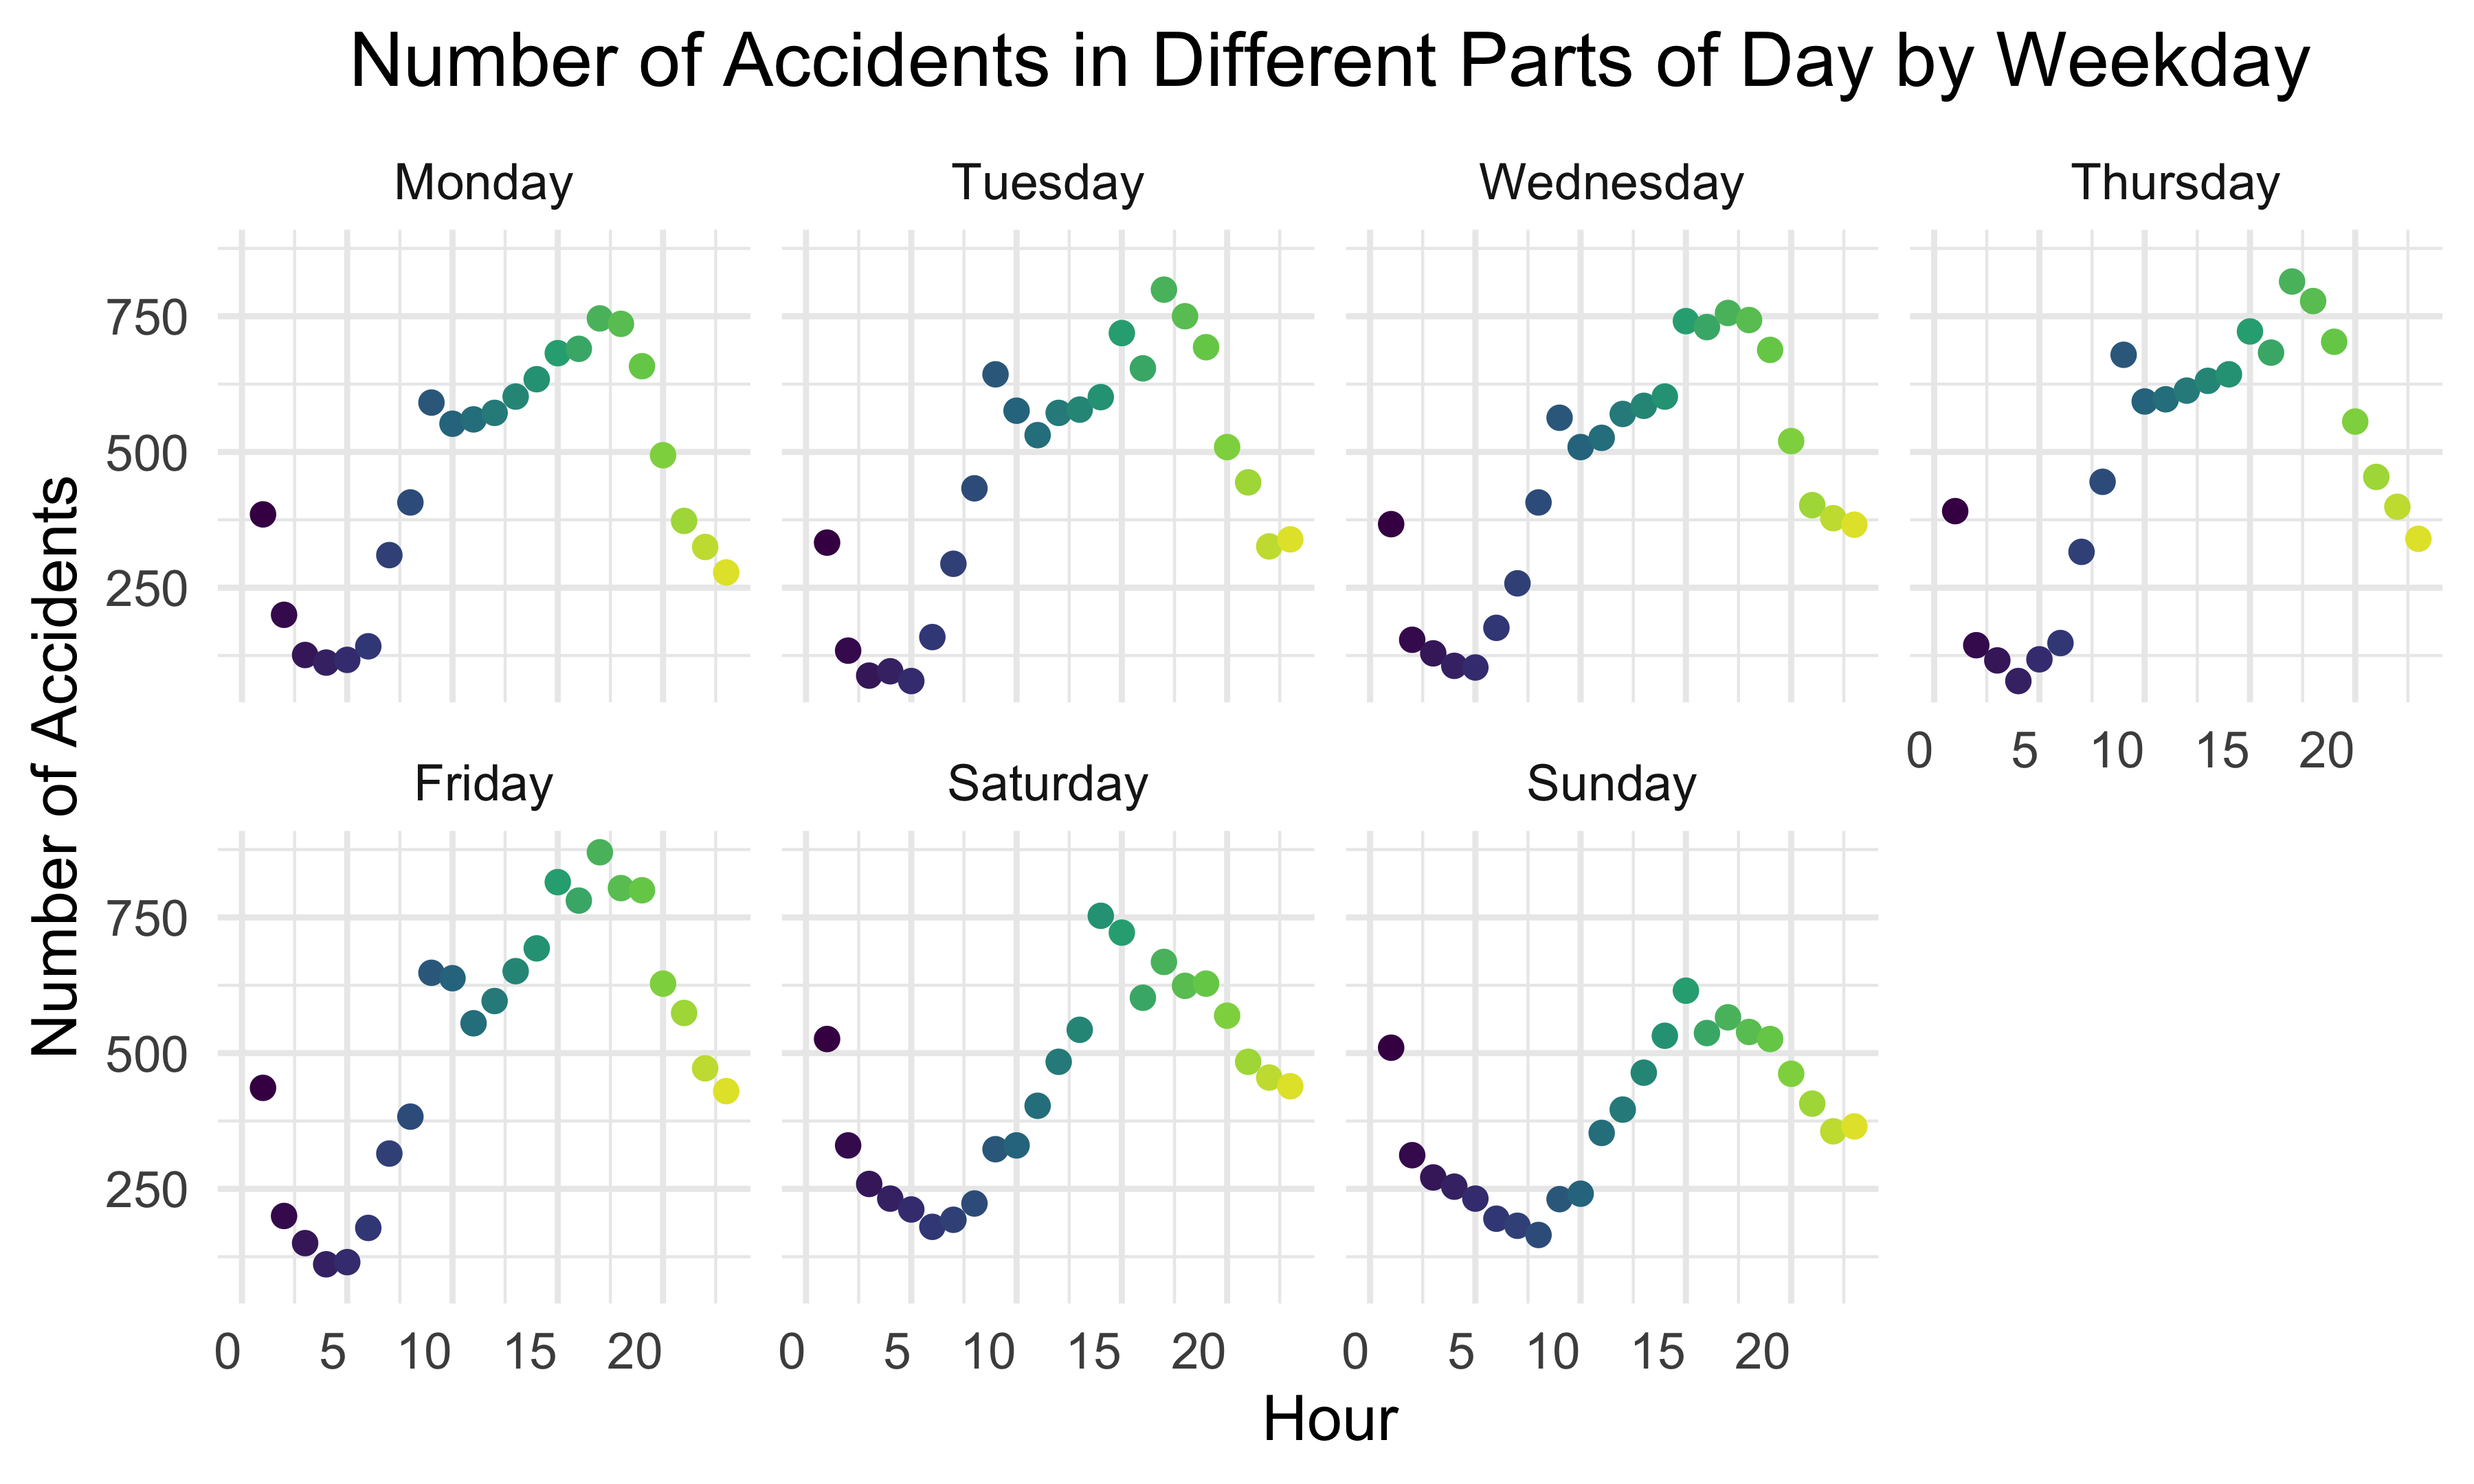 Number of Accidents in Different Parts of Day by Weekday
Monday
Tuesday
Wednesday
Thursday
750
500
250
0 5 10 15 20
Friday
Saturday
Sunday
750
500
250
0 5 10 15 20
0 5 10 15 20
0 5 10 15 20
Number of Accidents
Hour